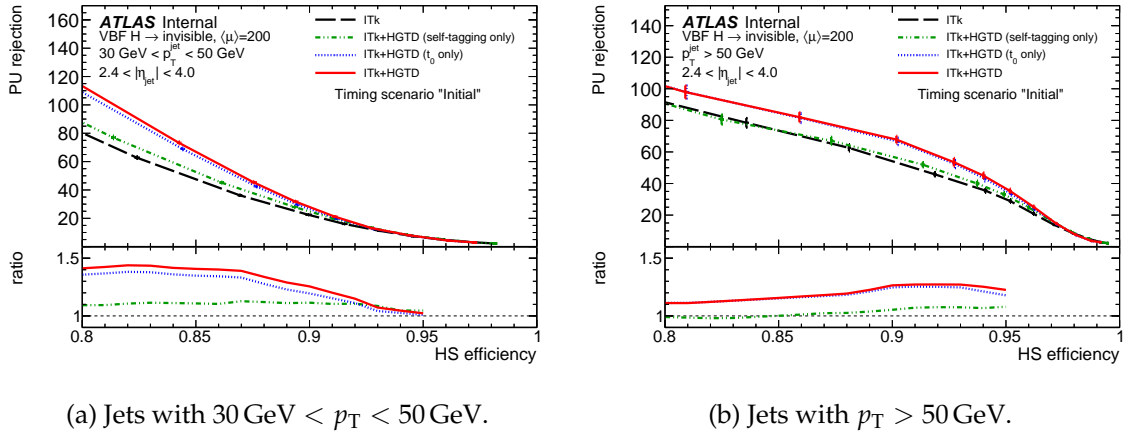 ATLAS Internal
VBF H → invisible, ⟨μ⟩=200
30 GeV < p_T^jet < 50 GeV
2.4 < |η_jet| < 4.0
ITk
ITk+HGTD (self-tagging only)
ITk+HGTD (t_0 only)
ITk+HGTD
Timing scenario "Initial"
PU rejection
160
140
120
100
80
60
40
20
ratio
1.5
1
0.8
0.85
0.9
0.95
1
HS efficiency
ATLAS Internal
VBF H → invisible, ⟨μ⟩=200
p_T^jet > 50 GeV
2.4 < |η_jet| < 4.0
ITk
ITk+HGTD (self-tagging only)
ITk+HGTD (t_0 only)
ITk+HGTD
Timing scenario "Initial"
PU rejection
140
120
100
80
60
40
20
ratio
1.5
1
0.8
0.85
0.9
0.95
1
HS efficiency
(a) Jets with 30 GeV < p_T < 50 GeV.
(b) Jets with p_T > 50 GeV.